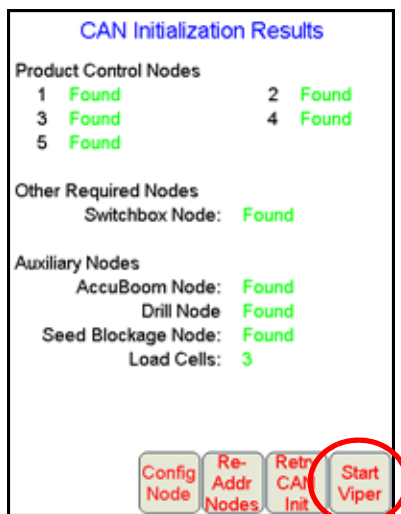 CAN Initialization Results
Product Control Nodes
1 Found 2 Found
3 Found 4 Found
5 Found
Other Required Nodes
Switchbox Node: Found
Auxiliary Nodes
AccuBoom Node: Found
Drill Node Found
Seed Blockage Node: Found
Load Cells: 3
Config
Node
Re-
Addr
Nodes
Retry
CAN
Init
Start
Viper